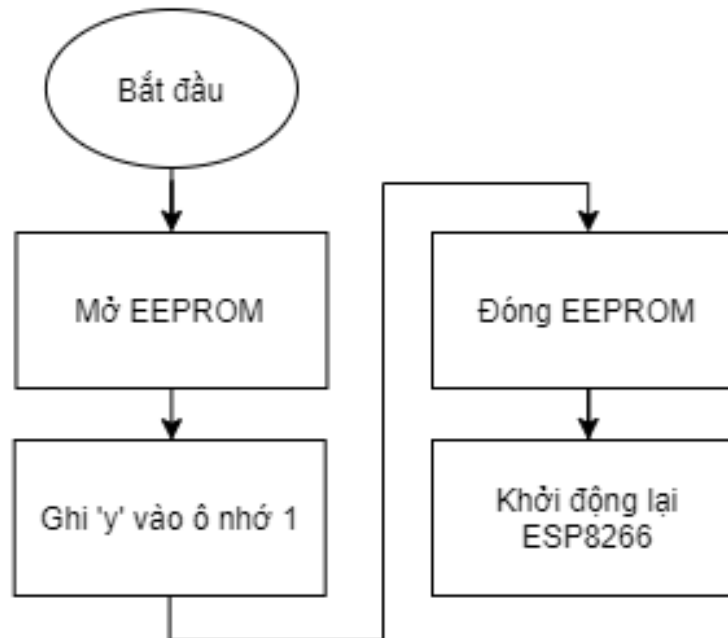 Bắt đầu
Mở EEPROM
Ghi 'y' vào ô nhớ 1
Đóng EEPROM
Khởi động lại
ESP8266